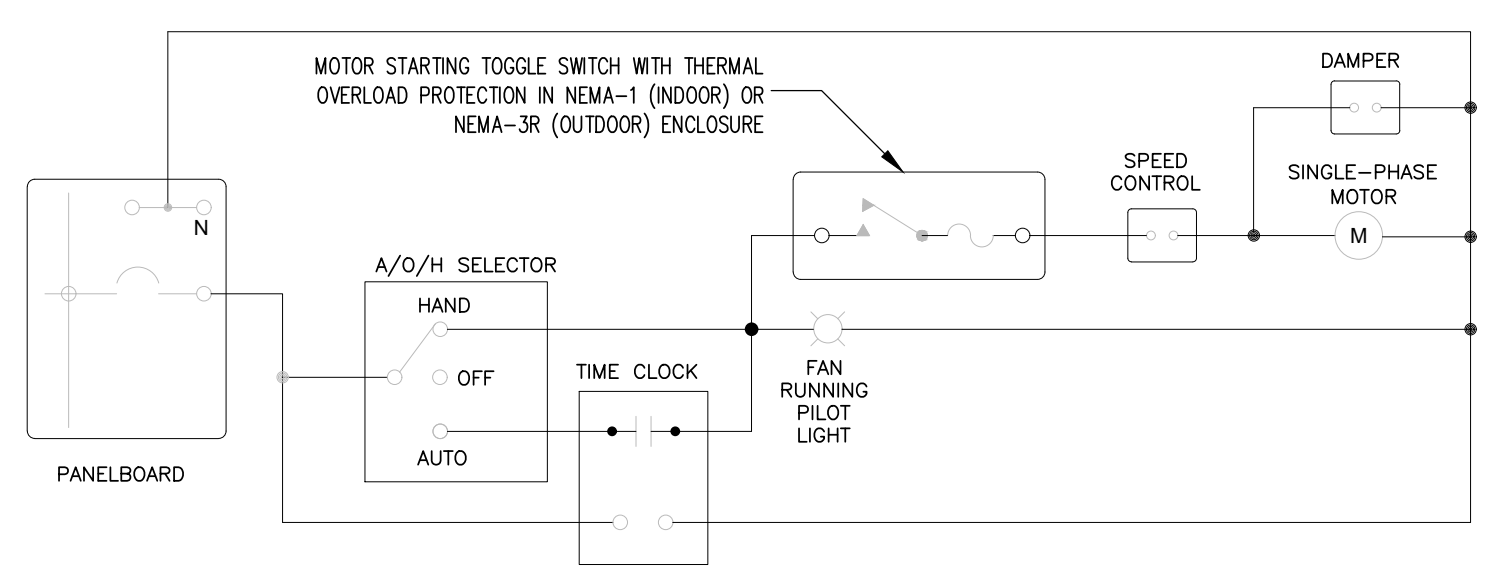 MOTOR STARTING TOGGLE SWITCH WITH THERMAL
OVERLOAD PROTECTION IN NEMA-1 (INDOOR) OR
NEMA-3R (OUTDOOR) ENCLOSURE
DAMPER
SPEED
CONTROL
SINGLE-PHASE
MOTOR
M
N
A/O/H SELECTOR
HAND
OFF
AUTO
TIME CLOCK
FAN
RUNNING
PILOT
LIGHT
PANELBOARD